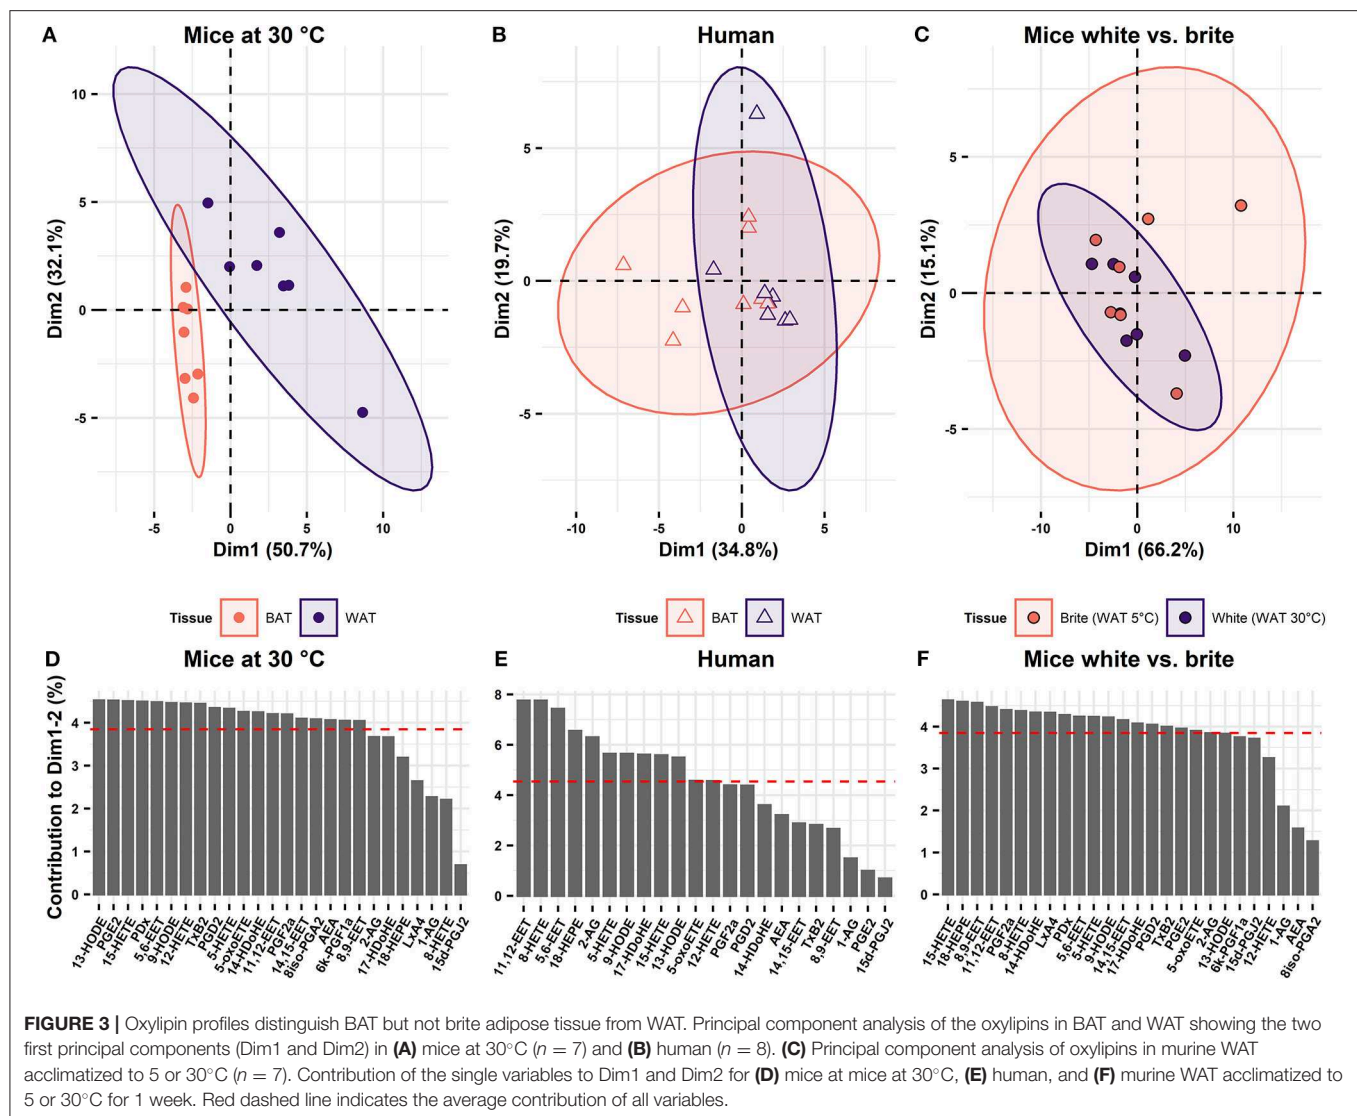 A Mice at 30 °C
Dim2 (32.1%)
10
5
0
-5
-5 0 5 10
Dim1 (50.7%)
Tissue BAT WAT
B Human
Dim2 (19.7%)
5
0
-5
-10 -5 0 5
Dim1 (34.8%)
Tissue BAT WAT
C Mice white vs. brite
Dim2 (15.1%)
5
0
-5
-10 0 10
Dim1 (66.2%)
Tissue Brite (WAT 5°C) White (WAT 30°C)
D Mice at 30 °C
Contribution to Dim1-2 (%)
4
3
2
1
0
13-HODE
PGE2
15-HETE
PDx
5,6-EET
9-HODE
12-HETE
TxB2
PGD2
5-HETE
5-oxoETE
14-HDoHE
11,12-EET
PGF2a
14,15-EET
8iso-PGA2
AEA
6k-PGF1a
8,9-EET
2-AG
17-HDoHE
18-HEPE
LxA4
1-AG
8-HETE
15d-PGJ2
E Human
8
6
4
2
0
11,12-EET
8-HETE
5,6-EET
18-HEPE
2-AG
5-HETE
9-HODE
17-HDoHE
15-HETE
13-HODE
5-oxoETE
12-HETE
PGF2a
PGD2
14-HDoHE
AEA
14,15-EET
TxB2
8,9-EET
1-AG
PGE2
15d-PGJ2
F Mice white vs. brite
4
3
2
1
0
15-HETE
18-HEPE
8,9-EET
11,12-EET
PGF2a
8-HETE
14-HDoHE
LxA4
PDx
5,6-EET
5-HETE
9-HODE
14,15-EET
17-HDoHE
PGD2
TxB2
PGE2
5-oxoETE
2-AG
13-HODE
6k-PGF1a
15d-PGJ2
12-HETE
1-AG
AEA
8iso-PGA2
FIGURE 3 | Oxylipin profiles distinguish BAT but not brite adipose tissue from WAT. Principal component analysis of the oxylipins in BAT and WAT showing the two
first principal components (Dim1 and Dim2) in (A) mice at 30°C (n = 7) and (B) human (n = 8). (C) Principal component analysis of oxylipins in murine WAT
acclimatized to 5 or 30°C (n = 7). Contribution of the single variables to Dim1 and Dim2 for (D) mice at mice at 30°C, (E) human, and (F) murine WAT acclimatized to
5 or 30°C for 1 week. Red dashed line indicates the average contribution of all variables.